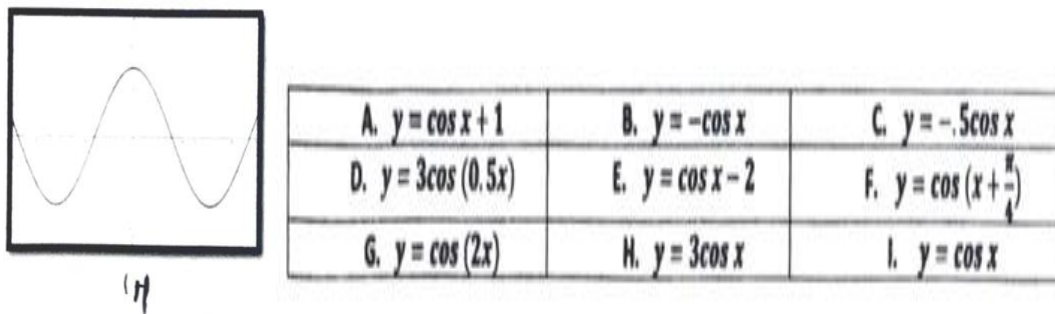 A. y = cos x + 1 B. y = -cos x C. y = -.5cos x
D. y = 3cos (0.5x) E. y = cos x - 2 F. y = cos (x + π/4)
G. y = cos (2x) H. y = 3cos x I. y = cos x